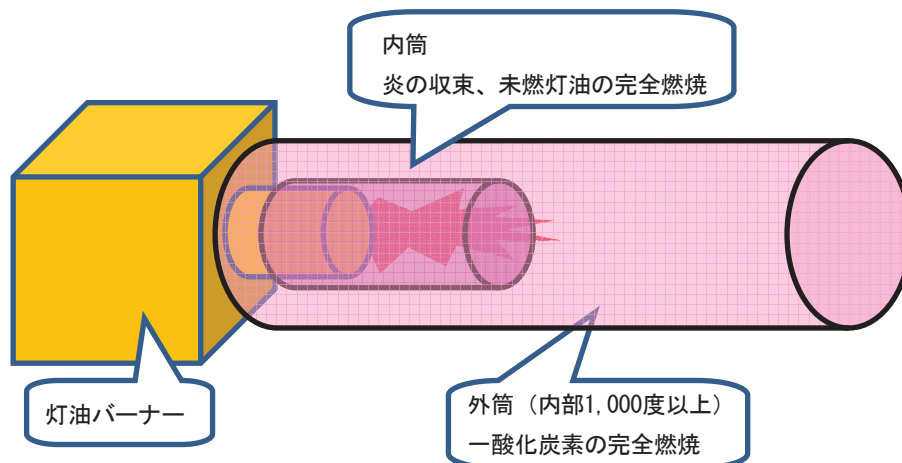 内筒
炎の収束、未燃灯油の完全燃焼
灯油バーナー
外筒（内部1,000度以上）
一酸化炭素の完全燃焼